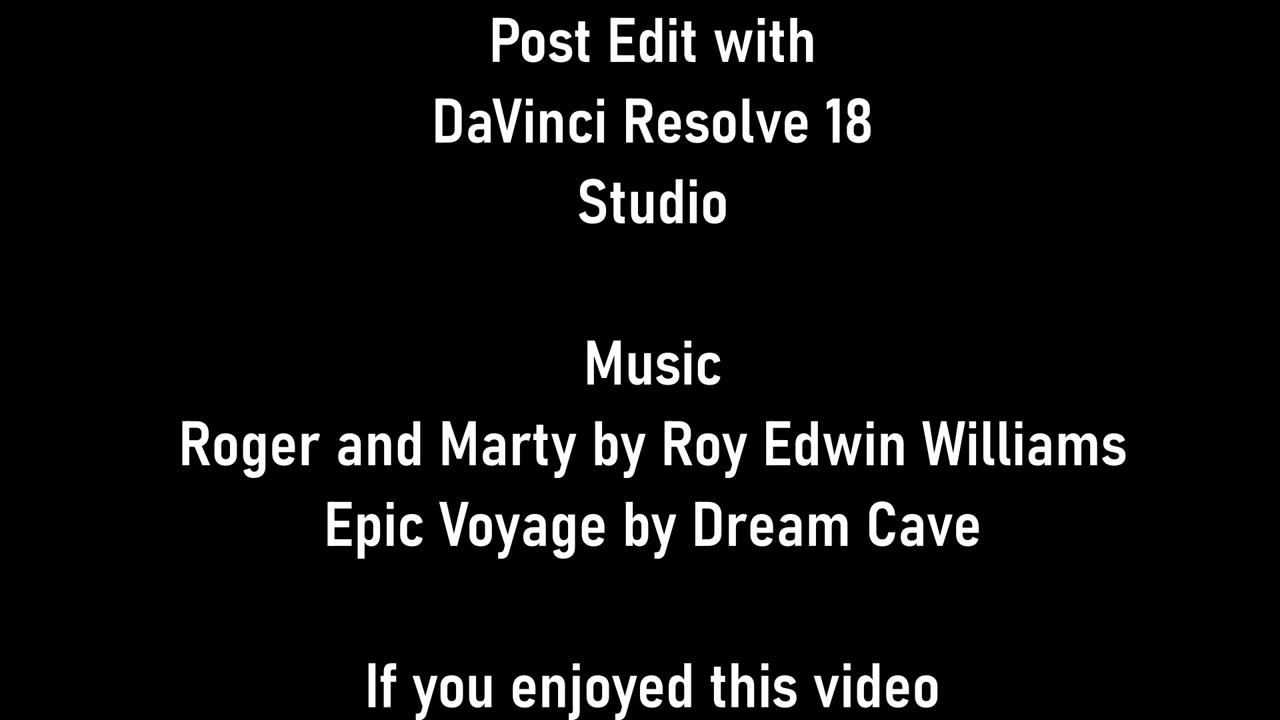 Post Edit with
DaVinci Resolve 18
Studio
Music
Roger and Marty by Roy Edwin Williams
Epic Voyage by Dream Cave
If you enjoyed this video